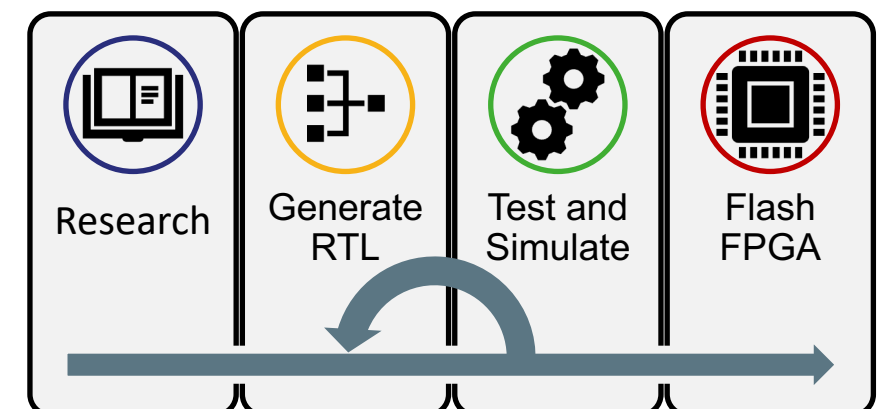 Research
Generate
RTL
Test and
Simulate
Flash
FPGA